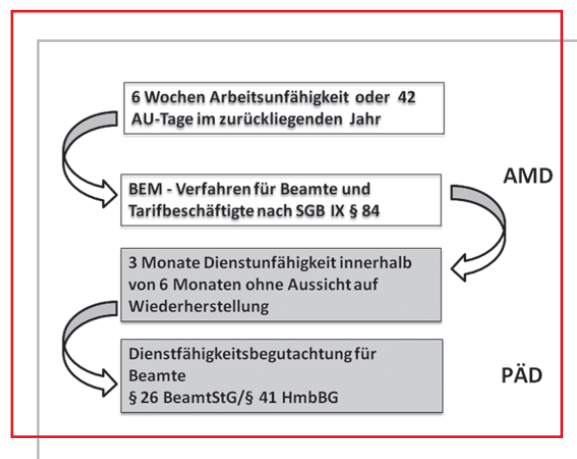 6 Wochen Arbeitsunfähigkeit oder 42
AU-Tage im zurückliegenden Jahr
AMD
BEM - Verfahren für Beamte und
Tarifbeschäftigte nach SGB IX § 84
3 Monate Dienstunfähigkeit innerhalb
von 6 Monaten ohne Aussicht auf
Wiederherstellung
Dienstfähigkeitsbegutachtung für
Beamte
§ 26 BeamtStG/§ 41 HmbBG
PÄD